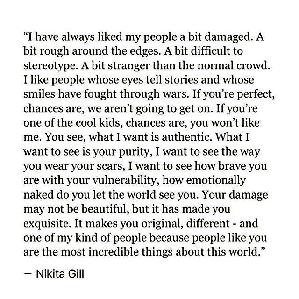 “I have always liked my people a bit damaged. A
bit rough around the edges. A bit difficult to
stereotype. A bit stranger than the normal crowd.
I like people whose eyes tell stories and whose
smiles have fought through wars. If you’re perfect,
chances are, we aren’t going to get on. If you’re
one of the cool kids, chances are, you won’t like
me. You see, what I want is authentic. What I
want to see is your purity, I want to see the way
you wear your scars, I want to see how brave you
are with your vulnerability, how emotionally
naked do you let the world see you. Your damage
may not be beautiful, but it has made you
exquisite. It makes you original, different - and
one of my kind of people because people like you
are the most incredible things about this world.”
— Nikita Gill